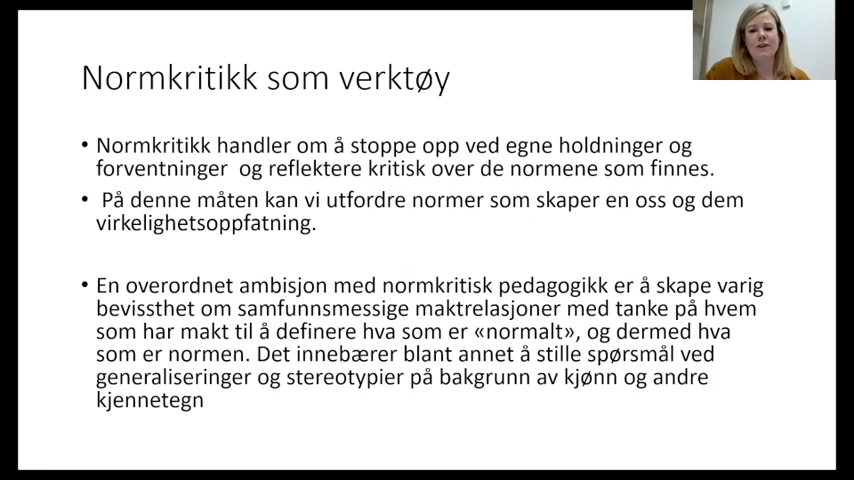 Normkritikk som verktøy
• Normkritikk handler om å stoppe opp ved egne holdninger og
forventninger og reflektere kritisk over de normene som finnes.
• På denne måten kan vi utfordre normer som skaper en oss og dem
virkelighetsoppfatning.
• En overordnet ambisjon med normkritisk pedagogikk er å skape varig
bevissthet om samfunnsmessige maktrelasjoner med tanke på hvem
som har makt til å definere hva som er «normalt», og dermed hva
som er normen. Det innebærer blant annet å stille spørsmål ved
generaliseringer og stereotypier på bakgrunn av kjønn og andre
kjennetegn